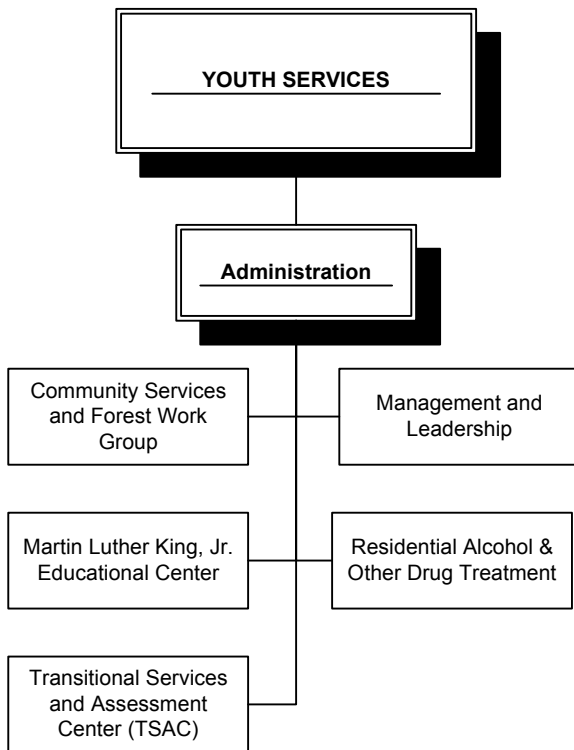 YOUTH SERVICES
Administration
Community Services
and Forest Work
Group
Management and
Leadership
Martin Luther King, Jr.
Educational Center
Residential Alcohol &
Other Drug Treatment
Transitional Services
and Assessment
Center (TSAC)